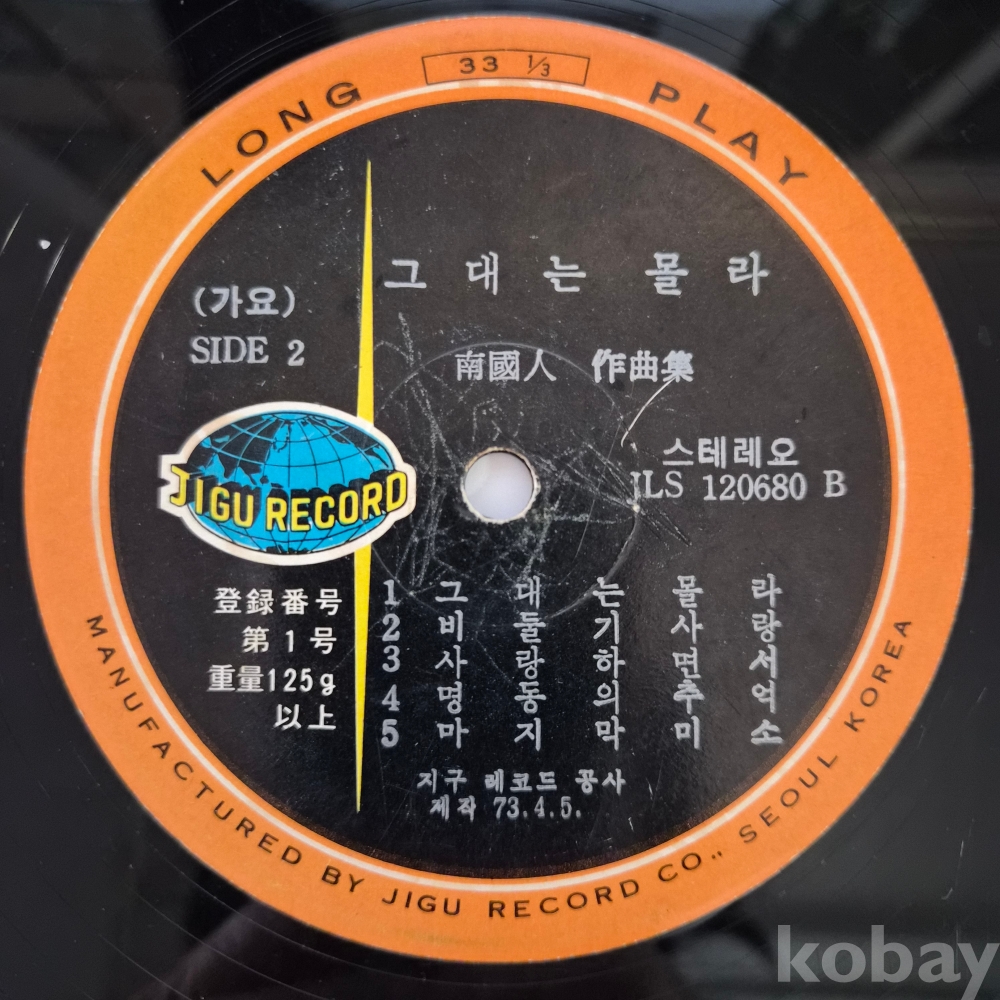 LONG PLAY
33 1/3
그대는 몰라
(가요)
SIDE 2
南國人 作曲集
스테레오
JLS 120680 B
JIGU RECORD
登録番号
第1号
重量125g
以上
1 그대는몰라
2 비둘기사랑
3 사랑하면서
4 명동의추억
5 마지막미소
지구 레코드 공사
제작 73.4.5.
MANUFACTURED BY JIGU RECORD CO., SEOUL KOREA
kobay